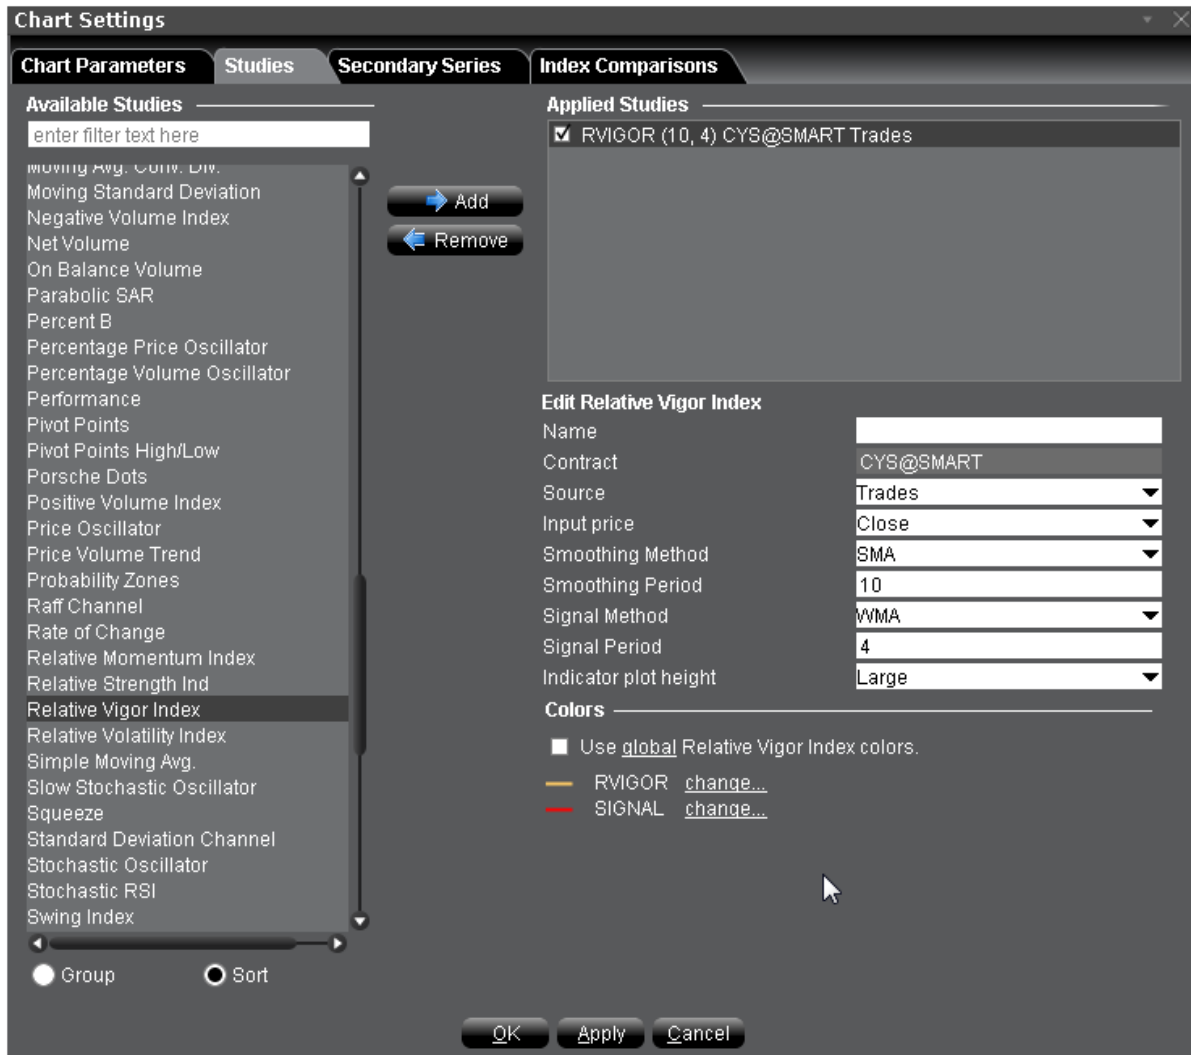 Chart Settings
Chart Parameters
Studies
Secondary Series
Index Comparisons
Available Studies
enter filter text here
Moving Avg. Conv. Div.
Moving Standard Deviation
Negative Volume Index
Net Volume
On Balance Volume
Parabolic SAR
Percent B
Percentage Price Oscillator
Percentage Volume Oscillator
Performance
Pivot Points
Pivot Points High/Low
Porsche Dots
Positive Volume Index
Price Oscillator
Price Volume Trend
Probability Zones
Raff Channel
Rate of Change
Relative Momentum Index
Relative Strength Ind
Relative Vigor Index
Relative Volatility Index
Simple Moving Avg.
Slow Stochastic Oscillator
Squeeze
Standard Deviation Channel
Stochastic Oscillator
Stochastic RSI
Swing Index
Group
Sort
Add
Remove
Applied Studies
RVIGOR (10, 4) CYS@SMART Trades
Edit Relative Vigor Index
Name
Contract CYS@SMART
Source Trades
Input price Close
Smoothing Method SMA
Smoothing Period 10
Signal Method WMA
Signal Period 4
Indicator plot height Large
Colors
Use global Relative Vigor Index colors.
RVIGOR change...
SIGNAL change...
OK
Apply
Cancel